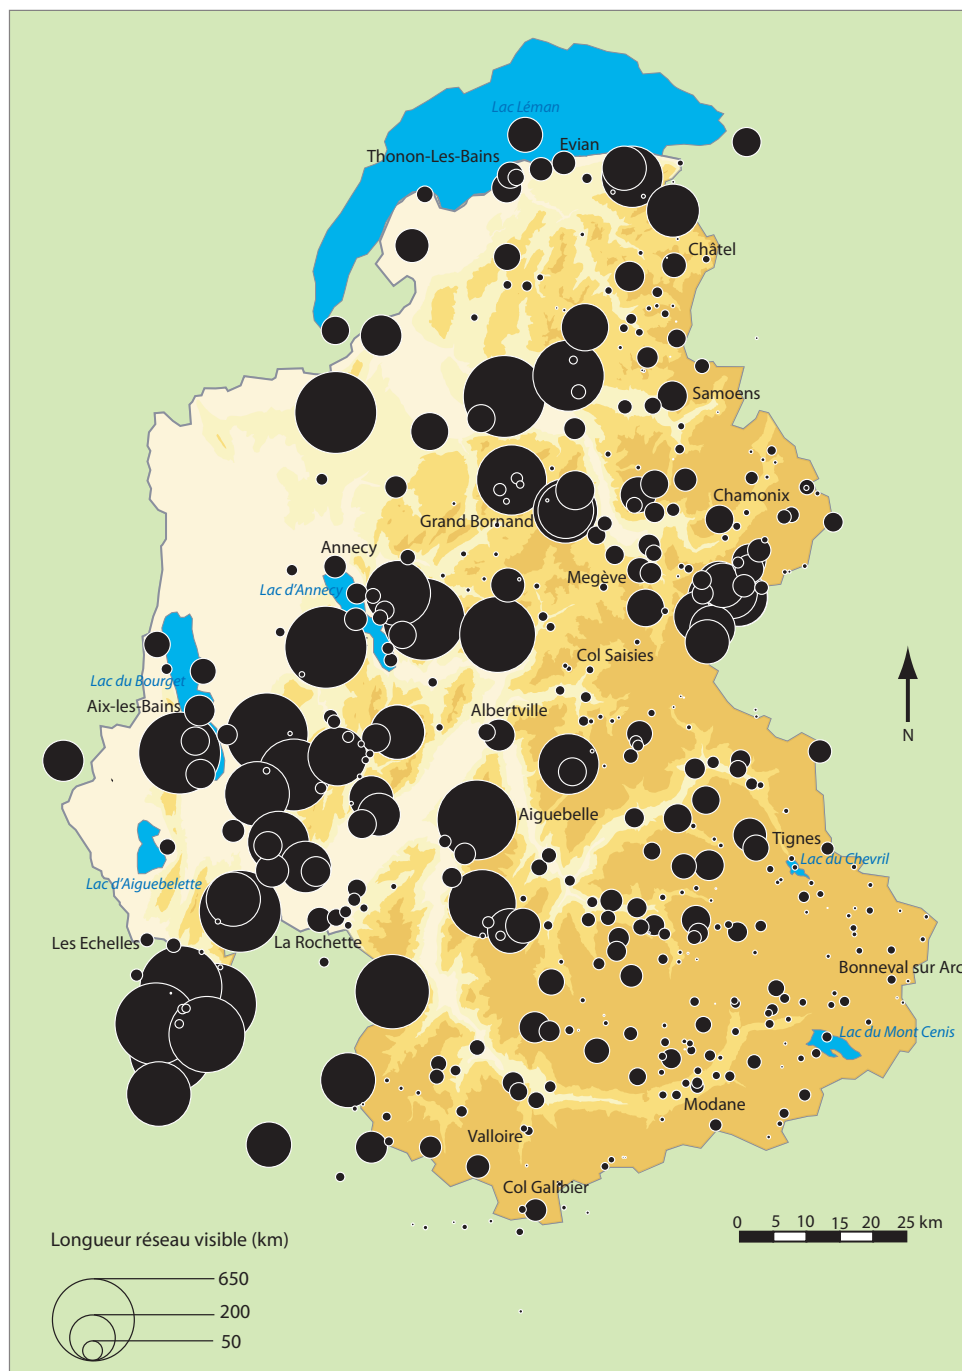 Lac Léman
Evian
Thonon-Les-Bains
Châtel
Samoens
Chamonix
Grand Bornand
Annecy
Megève
Lac d'Annecy
Col Saisies
Lac du Bourget
Aix-les-Bains
Albertville
N
Aiguebelle
Tignes
Lac du Chevril
Lac d'Aiguebelette
Les Echelles
La Rochette
Bonneval sur Arc
Lac du Mont Cenis
Modane
Valloire
Col Galibier
0 5 10 15 20 25 km
Longueur réseau visible (km)
650
200
50